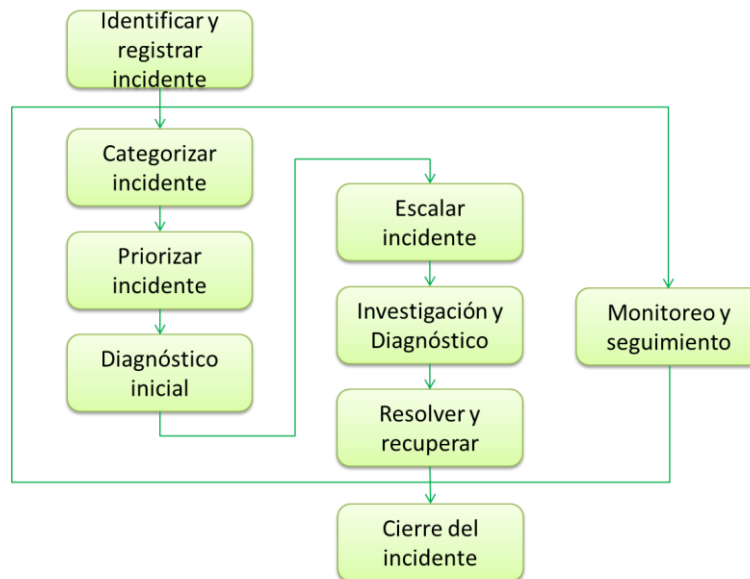 Identificar y
registrar
incidente
Categorizar
incidente
Priorizar
incidente
Diagnóstico
inicial
Escalar
incidente
Investigación y
Diagnóstico
Resolver y
recuperar
Monitoreo y
seguimiento
Cierre del
incidente